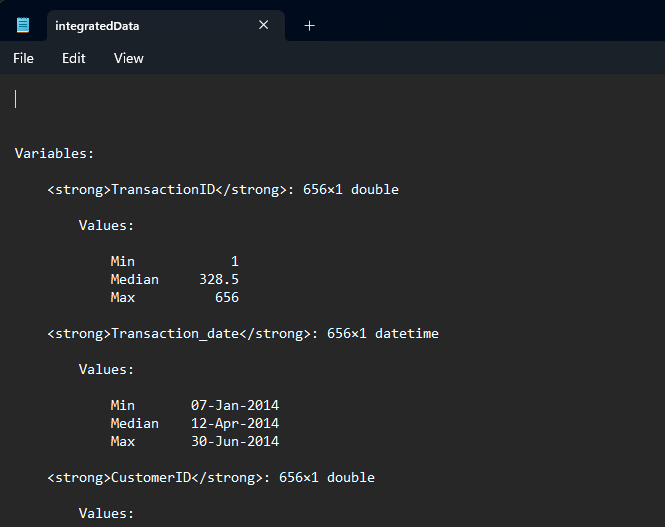 integratedData
File Edit View
Variables:
<strong>TransactionID</strong>: 656×1 double
Values:
Min 1
Median 328.5
Max 656
<strong>Transaction_date</strong>: 656×1 datetime
Values:
Min 07-Jan-2014
Median 12-Apr-2014
Max 30-Jun-2014
<strong>CustomerID</strong>: 656×1 double
Values: